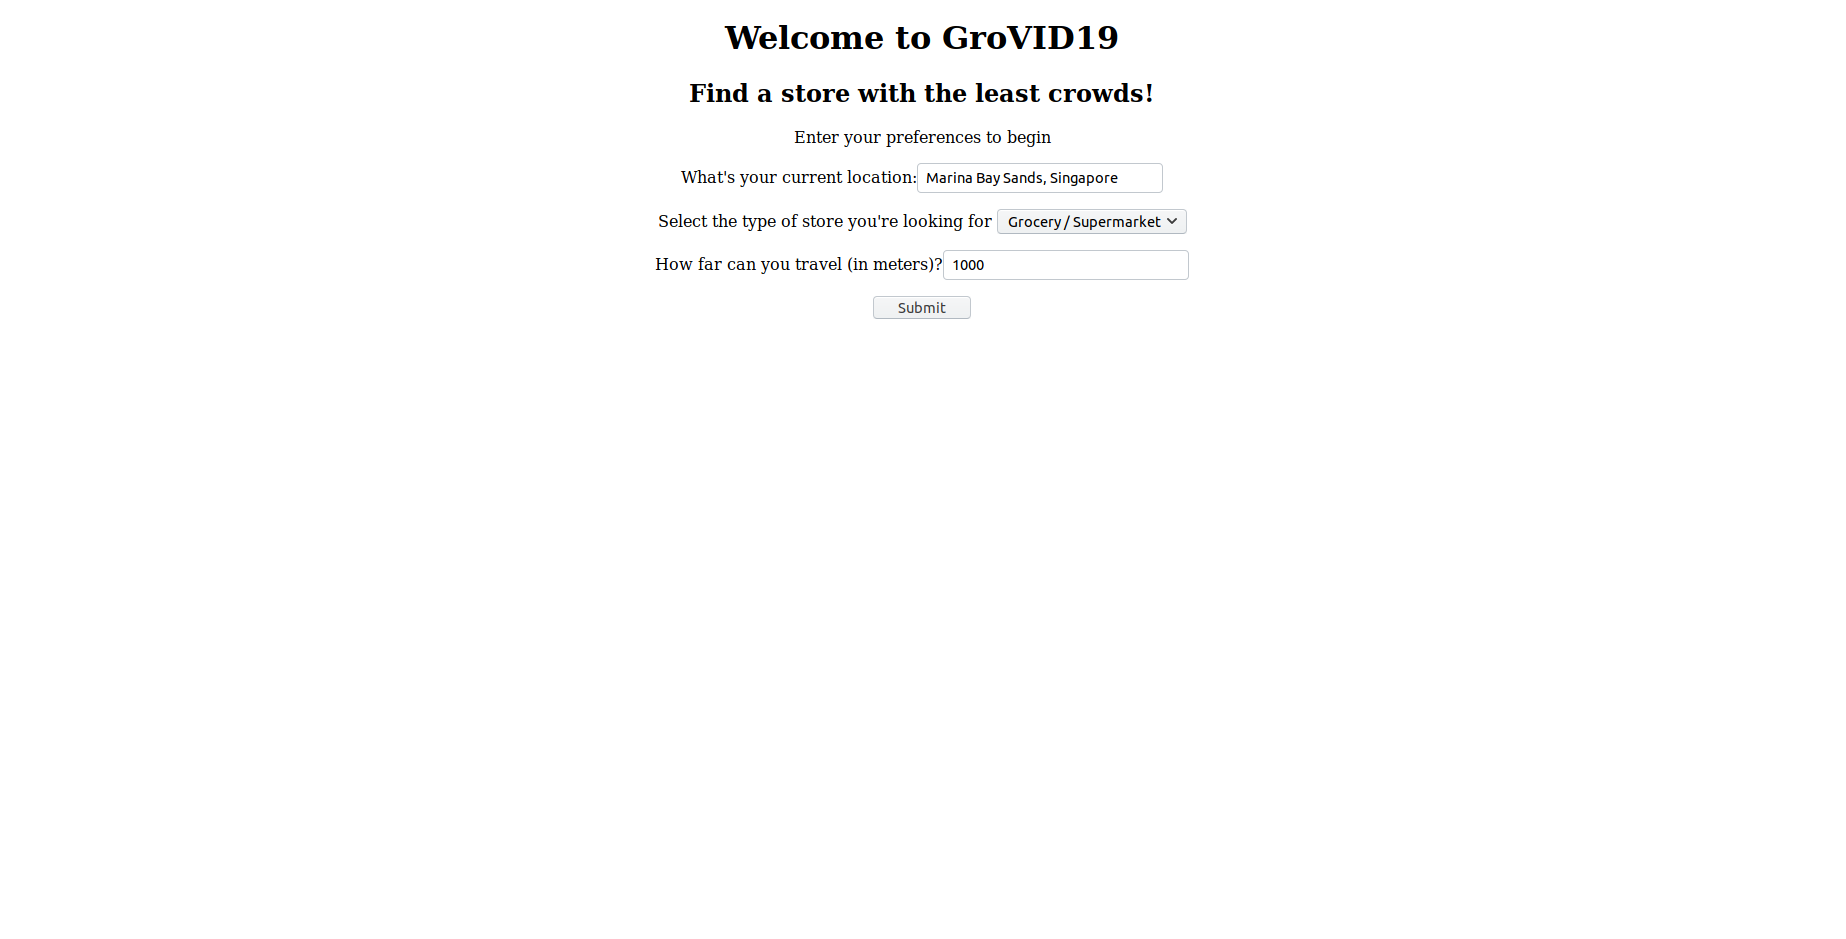 Welcome to GroVID19
Find a store with the least crowds!
Enter your preferences to begin
What's your current location: Marina Bay Sands, Singapore
Select the type of store you're looking for Grocery / Supermarket
How far can you travel (in meters)? 1000
Submit